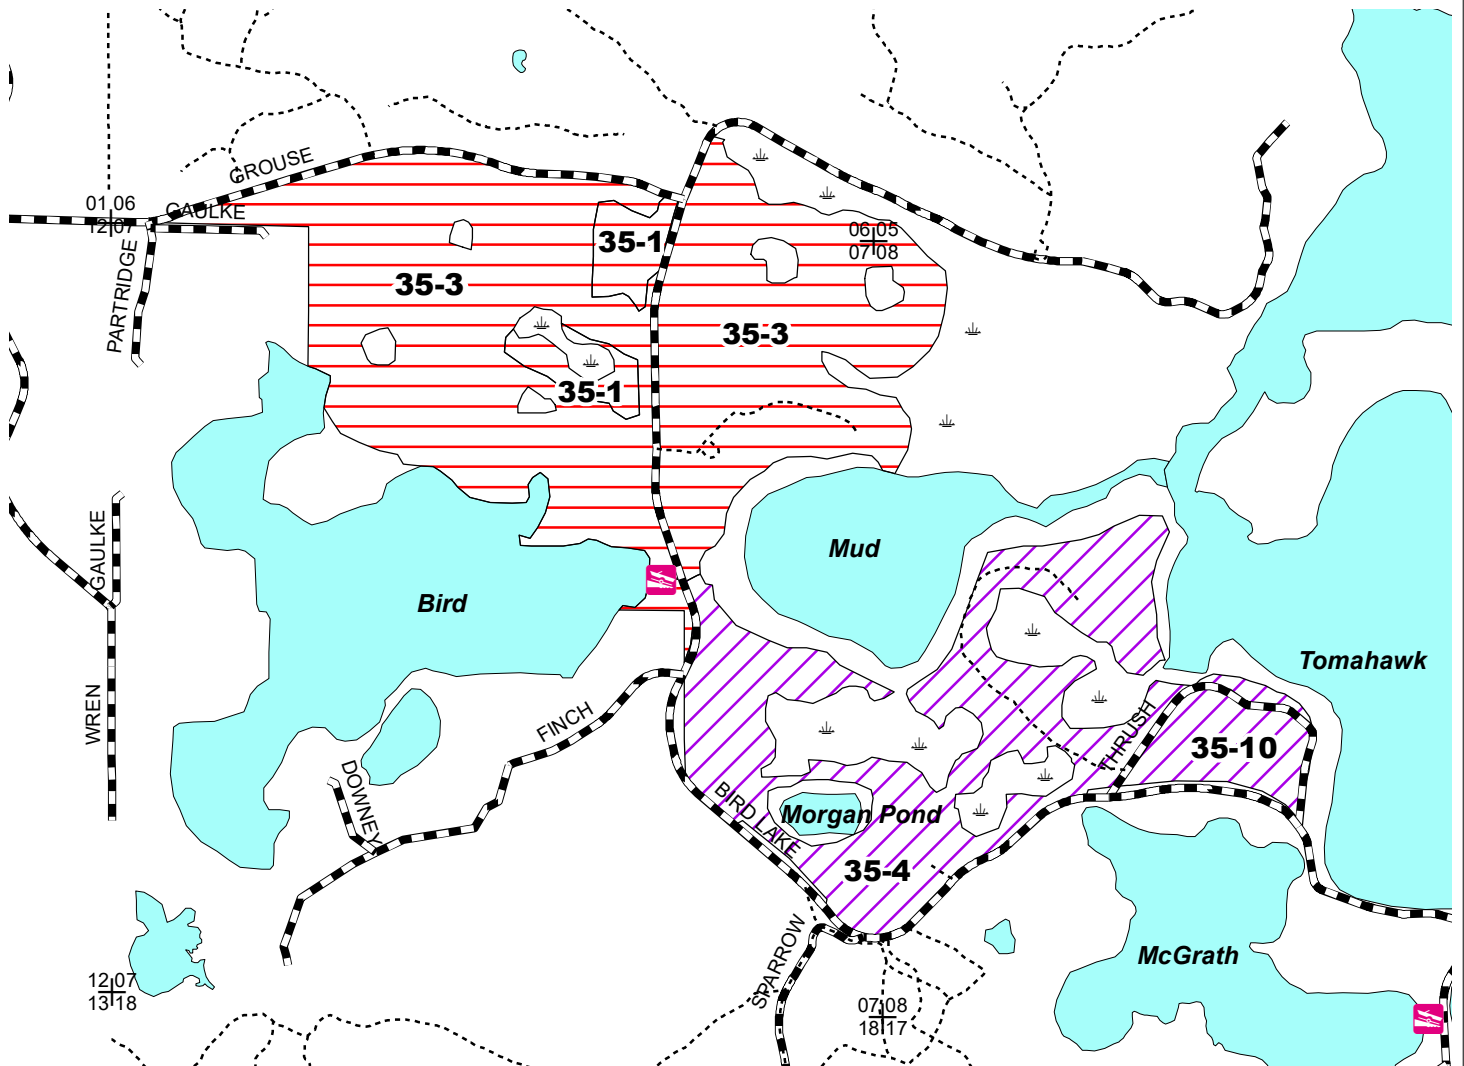 GROUSE
01 06
12 07
GAULKE
PARTRIDGE
35-1
06 05
07 08
35-3
35-3
35-1
GAULKE
Mud
Bird
WREN
Tomahawk
FINCH
THRUSH
35-10
DOWNEY
BIRD LAKE
Morgan Pond
35-4
SPARROW
McGrath
12 07
13 18
07 08
18 17